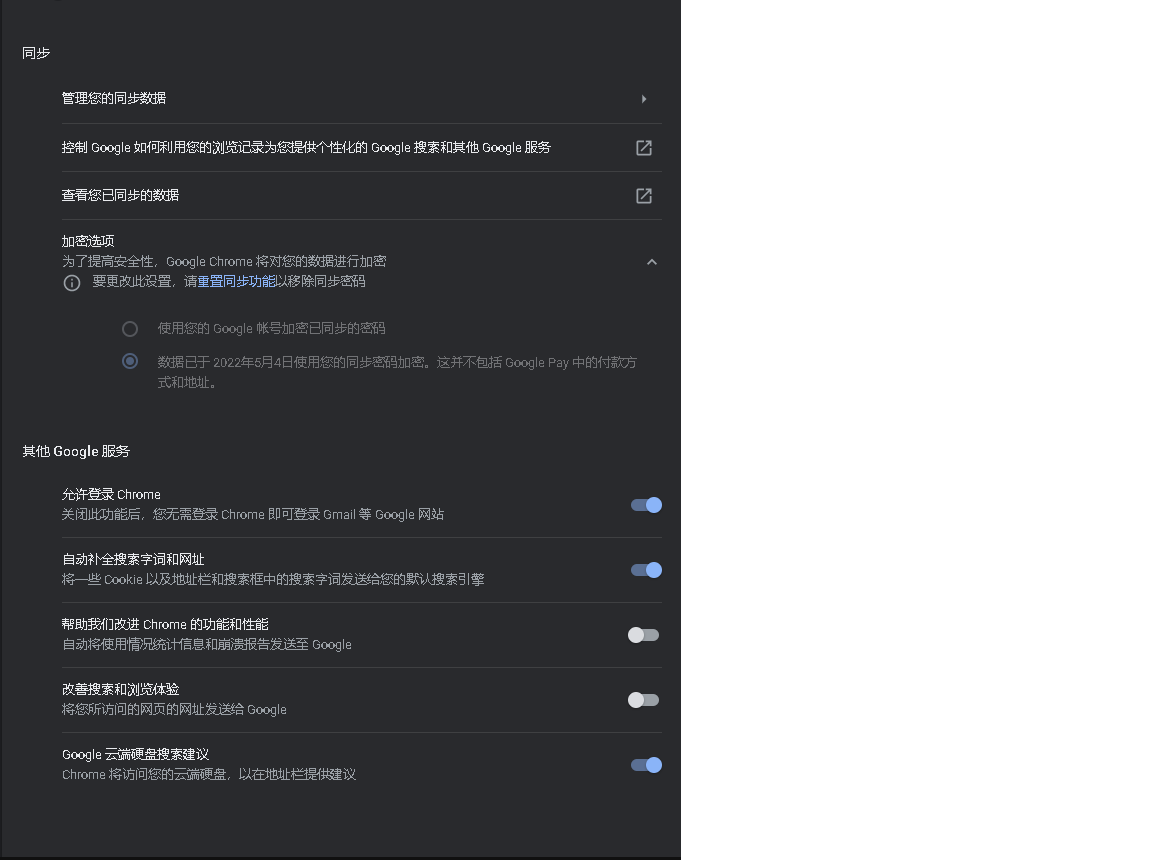 同步
管理您的同步数据
控制 Google 如何利用您的浏览记录为您提供个性化的 Google 搜索和其他 Google 服务
查看您已同步的数据
加密选项
为了提高安全性，Google Chrome 将对您的数据进行加密
要更改此设置，请重置同步功能以移除同步密码
使用您的 Google 帐号加密已同步的密码
数据已于 2022年5月4日使用您的同步密码加密。这并不包括 Google Pay 中的付款方
式和地址。
其他 Google 服务
允许登录 Chrome
关闭此功能后，您无需登录 Chrome 即可登录 Gmail 等 Google 网站
自动补全搜索字词和网址
将一些 Cookie 以及地址栏和搜索框中的搜索字词发送给您的默认搜索引擎
帮助我们改进 Chrome 的功能和性能
自动将使用情况统计信息和崩溃报告发送至 Google
改善搜索和浏览体验
将您所访问的网页的网址发送给 Google
Google 云端硬盘搜索建议
Chrome 将访问您的云端硬盘，以在地址栏提供建议